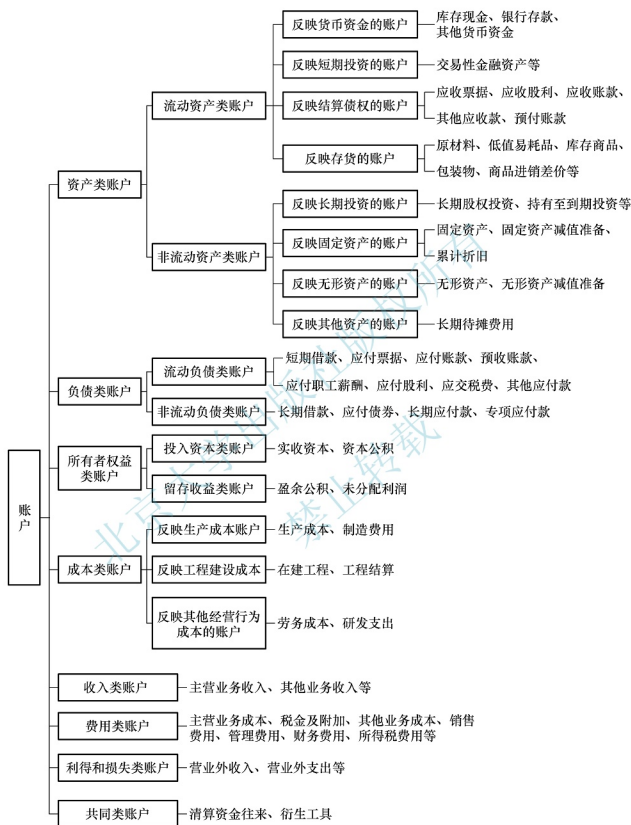 账户
资产类账户
流动资产类账户
反映货币资金的账户
库存现金、银行存款、
其他货币资金
反映短期投资的账户
交易性金融资产等
反映结算债权的账户
应收票据、应收股利、应收账款、
其他应收款、预付账款
反映存货的账户
原材料、低值易耗品、库存商品、
包装物、商品进销差价等
非流动资产类账户
反映长期投资的账户
长期股权投资、持有至到期投资等
反映固定资产的账户
固定资产、固定资产减值准备、
累计折旧
反映无形资产的账户
无形资产、无形资产减值准备
反映其他资产的账户
长期待摊费用
负债类账户
流动负债类账户
短期借款、应付票据、应付账款、预收账款、
应付职工薪酬、应付股利、应交税费、其他应付款
非流动负债类账户
长期借款、应付债券、长期应付款、专项应付款
所有者权益
类账户
投入资本类账户
实收资本、资本公积
留存收益类账户
盈余公积、未分配利润
成本类账户
反映生产成本账户
生产成本、制造费用
反映工程建设成本
在建工程、工程结算
反映其他经营行为
成本的账户
劳务成本、研发支出
收入类账户
主营业务收入、其他业务收入等
费用类账户
主营业务成本、税金及附加、其他业务成本、销售
费用、管理费用、财务费用、所得税费用等
利得和损失类账户
营业外收入、营业外支出等
共同类账户
清算资金往来、衍生工具
北京大学出版社版权所有
禁止转载